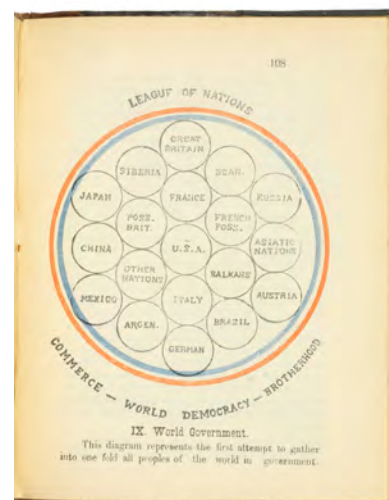 108
LEAGUE OF NATIONS
GREAT
BRITAIN
SIBERIA
SCAN.
JAPAN
FRANCE
RUSSIA
POSS.
BRIT.
FRENCH
POSS.
CHINA
U.S.A.
ASIATIC
NATIONS
OTHER
NATIONS
BALKANS
MEXICO
ITALY
AUSTRIA
ARGEN.
BRAZIL
GERMAN
COMMERCE — WORLD DEMOCRACY — BROTHERHOOD
IX. World Government.
This diagram represents the first attempt to gather
into one fold all peoples of the world in government.